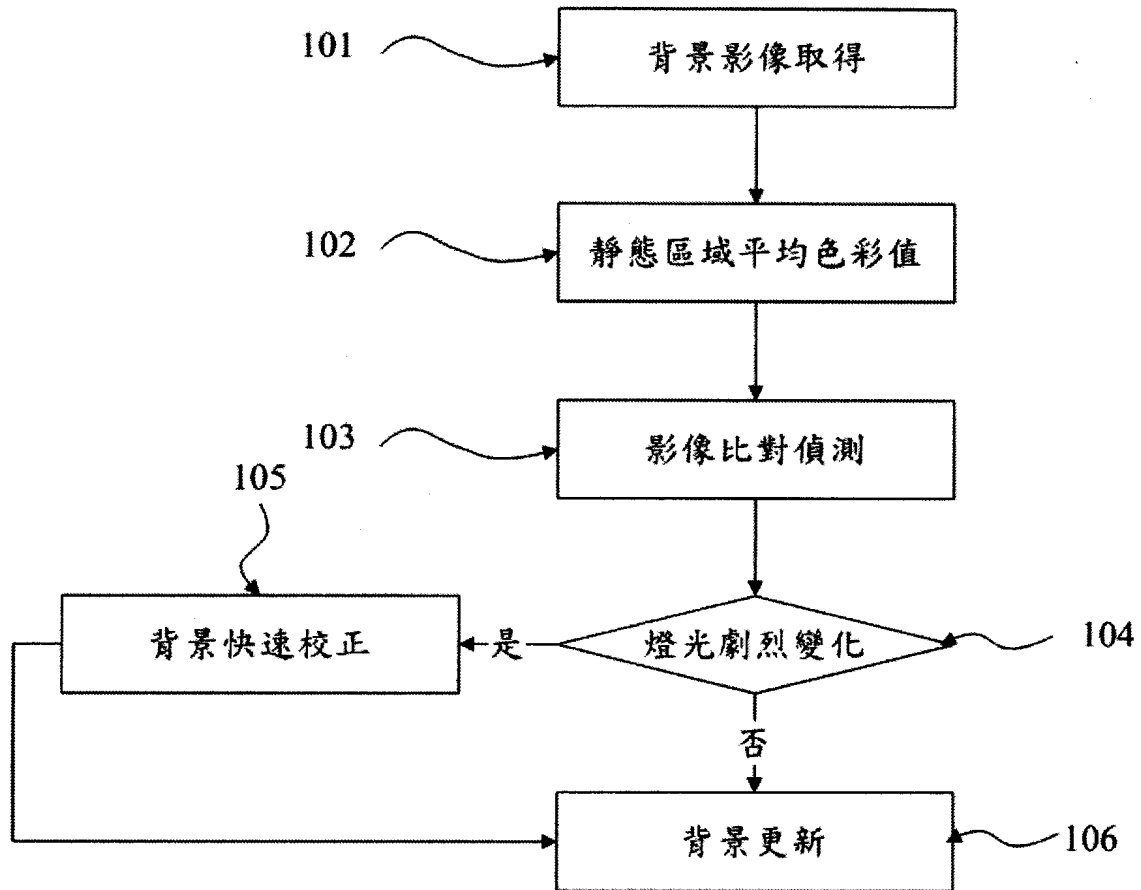 101
背景影像取得
102
靜態區域平均色彩值
103
影像比對偵測
105
背景快速校正
是
燈光劇烈變化
104
否
背景更新
106